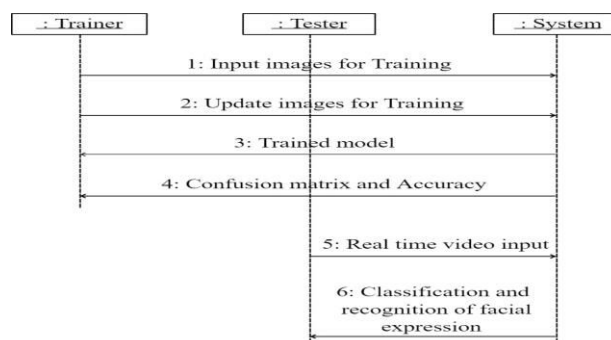 : Trainer
: Tester
: System
1: Input images for Training
2: Update images for Training
3: Trained model
4: Confusion matrix and Accuracy
5: Real time video input
6: Classification and
recognition of facial
expression